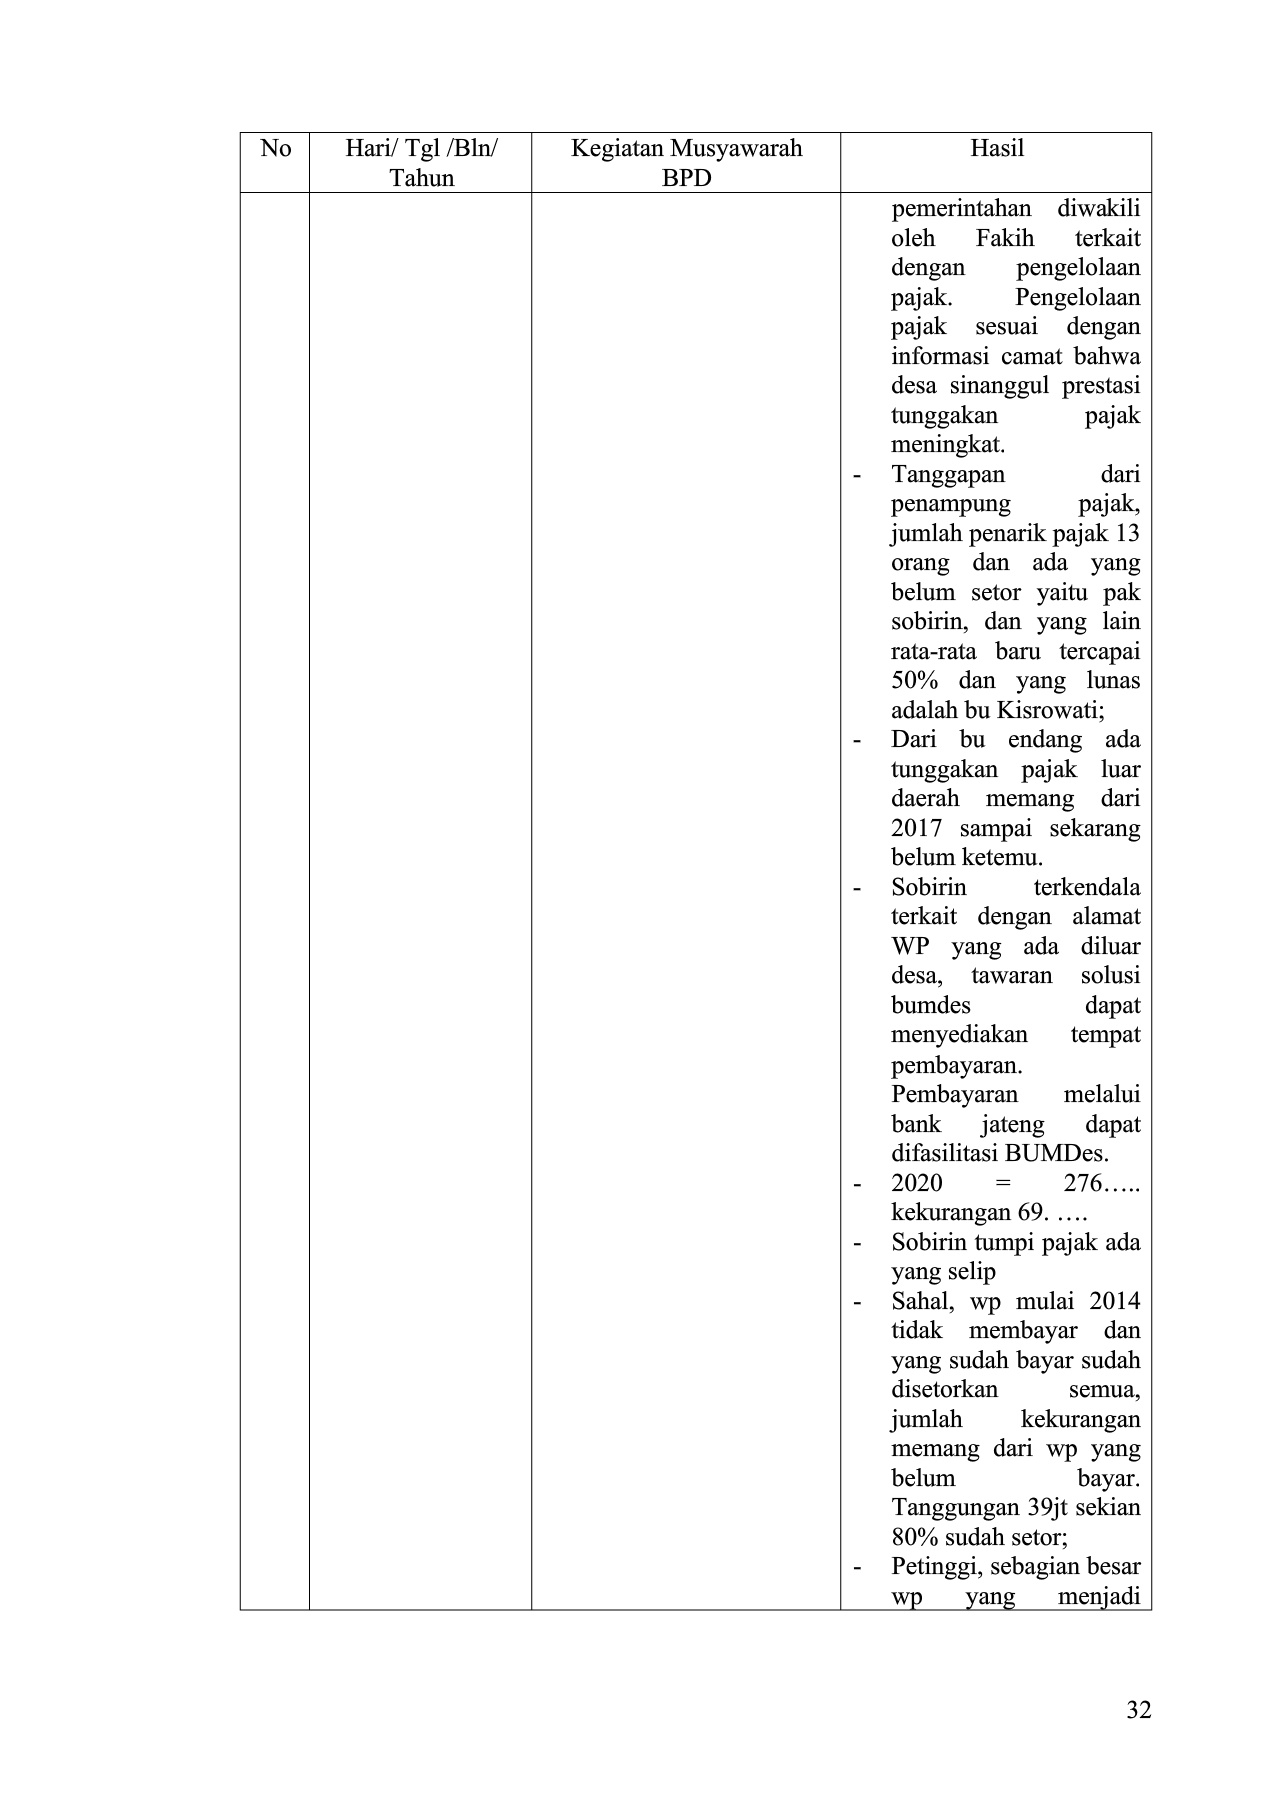 No
Hari/ Tgl /Bln/
Tahun
Kegiatan Musyawarah
BPD
Hasil
pemerintahan diwakili
oleh Fakih terkait
dengan pengelolaan
pajak. Pengelolaan
pajak sesuai dengan
informasi camat bahwa
desa sinanggul prestasi
tunggakan pajak
meningkat.
- Tanggapan dari
penampung pajak,
jumlah penarik pajak 13
orang dan ada yang
belum setor yaitu pak
sobirin, dan yang lain
rata-rata baru tercapai
50% dan yang lunas
adalah bu Kisrowati;
- Dari bu endang ada
tunggakan pajak luar
daerah memang dari
2017 sampai sekarang
belum ketemu.
- Sobirin terkendala
terkait dengan alamat
WP yang ada diluar
desa, tawaran solusi
bumdes dapat
menyediakan tempat
pembayaran.
Pembayaran melalui
bank jateng dapat
difasilitasi BUMDes.
- 2020 = 276…..
kekurangan 69. ….
- Sobirin tumpi pajak ada
yang selip
- Sahal, wp mulai 2014
tidak membayar dan
yang sudah bayar sudah
disetorkan semua,
jumlah kekurangan
memang dari wp yang
belum bayar.
Tanggungan 39jt sekian
80% sudah setor;
- Petinggi, sebagian besar
wp yang menjadi
32